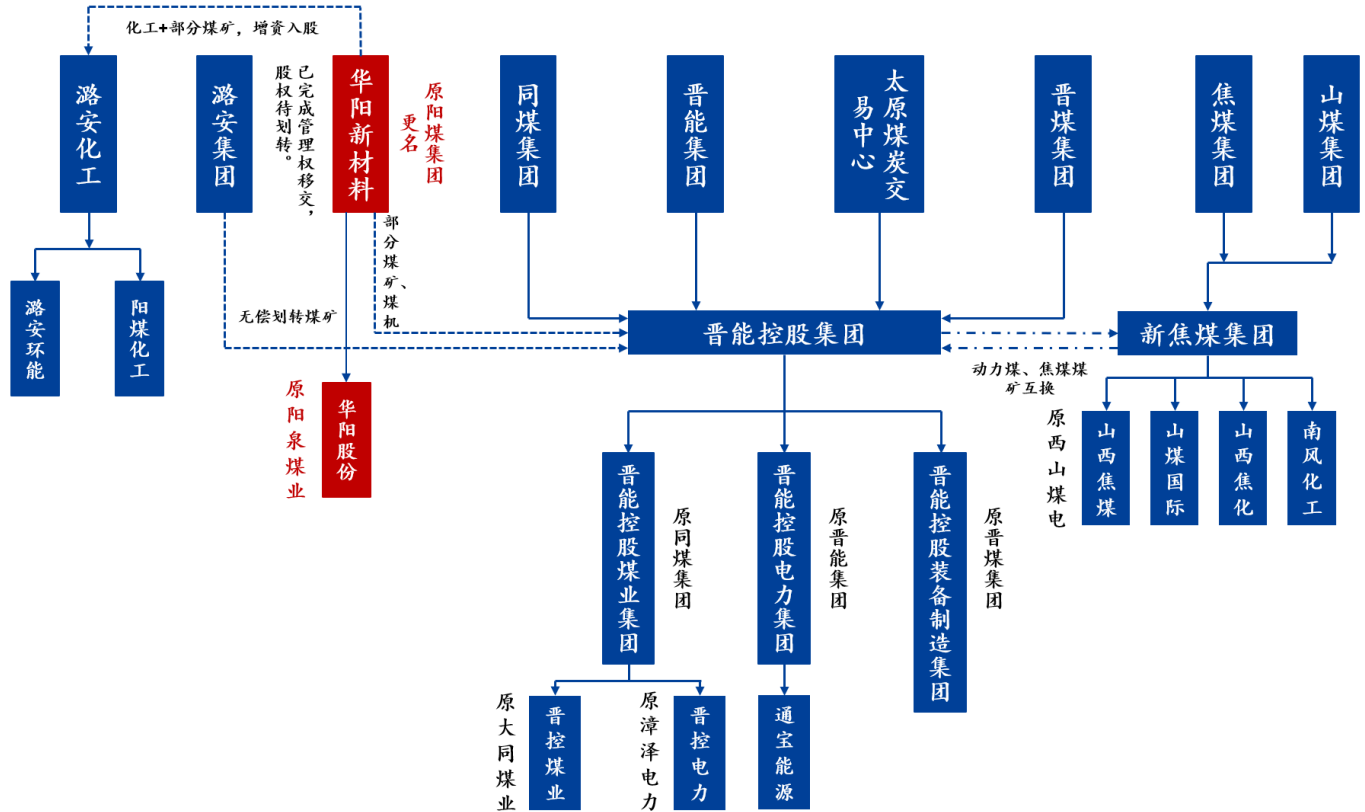 化工+部分煤矿，增资入股
潞安化工
潞安集团
已完成管理权移交，
股权待划转。
华阳新材料
原阳煤集团
更名
同煤集团
晋能集团
太原煤炭交
易中心
晋煤集团
焦煤集团
山煤集团
部分煤矿、煤机
潞安环能
阳煤化工
无偿划转煤矿
晋能控股集团
新焦煤集团
动力煤、焦煤煤
矿互换
原阳泉煤业
华阳股份
原西山煤电
山西焦煤
山煤国际
山西焦化
南风化工
晋能控股煤业集团
原同煤集团
晋能控股电力集团
原晋能集团
晋能控股装备制造集团
原晋煤集团
原大同煤业
晋控煤业
原漳泽电力
晋控电力
通宝能源